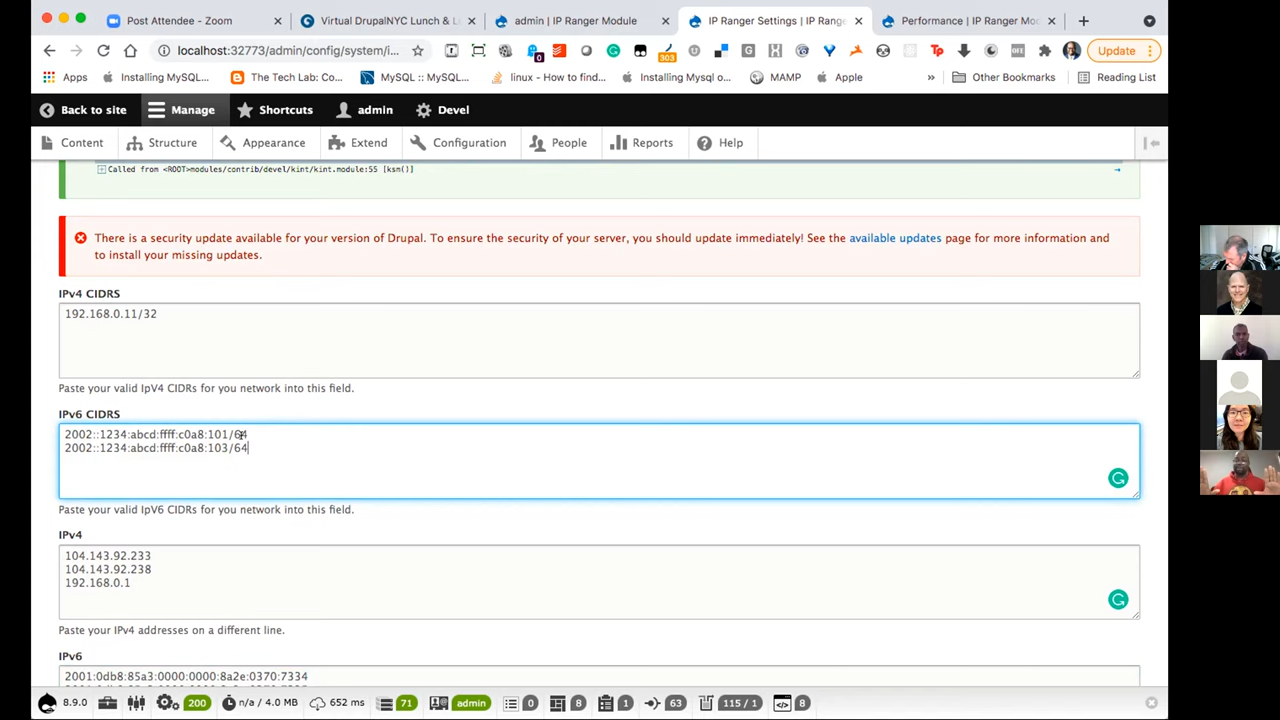 Post Attendee - Zoom
Virtual DrupalNYC Lunch & L
admin | IP Ranger Module
IP Ranger Settings | IP Range
Performance | IP Ranger Mo
localhost:32773/admin/config/system/i...
0
303
G
Tp
OFF
Update
Apps
Installing MySQL...
The Tech Lab: Co...
MySQL :: MySQL...
linux – How to find...
Installing Mysql o...
MAMP
Apple
»
Other Bookmarks
Reading List
Back to site
Manage
Shortcuts
admin
Devel
Content
Structure
Appearance
Extend
Configuration
People
Reports
Help
Called from <ROOT>modules/contrib/devel/kint/kint.module:55 [ksm()]
There is a security update available for your version of Drupal. To ensure the security of your server, you should update immediately! See the available updates page for more information and
to install your missing updates.
IPv4 CIDRS
192.168.0.11/32
Paste your valid IpV4 CIDRs for you network into this field.
IPv6 CIDRS
2002::1234:abcd:ffff:c0a8:101/64
2002::1234:abcd:ffff:c0a8:103/64
Paste your valid IpV6 CIDRs for you network into this field.
IPv4
104.143.92.233
104.143.92.238
192.168.0.1
Paste your IPv4 addresses on a different line.
IPv6
2001:0db8:85a3:0000:0000:8a2e:0370:7334
8.9.0
200
n/a / 4.0 MB
652 ms
71
admin
0
8
1
63
115 / 1
8